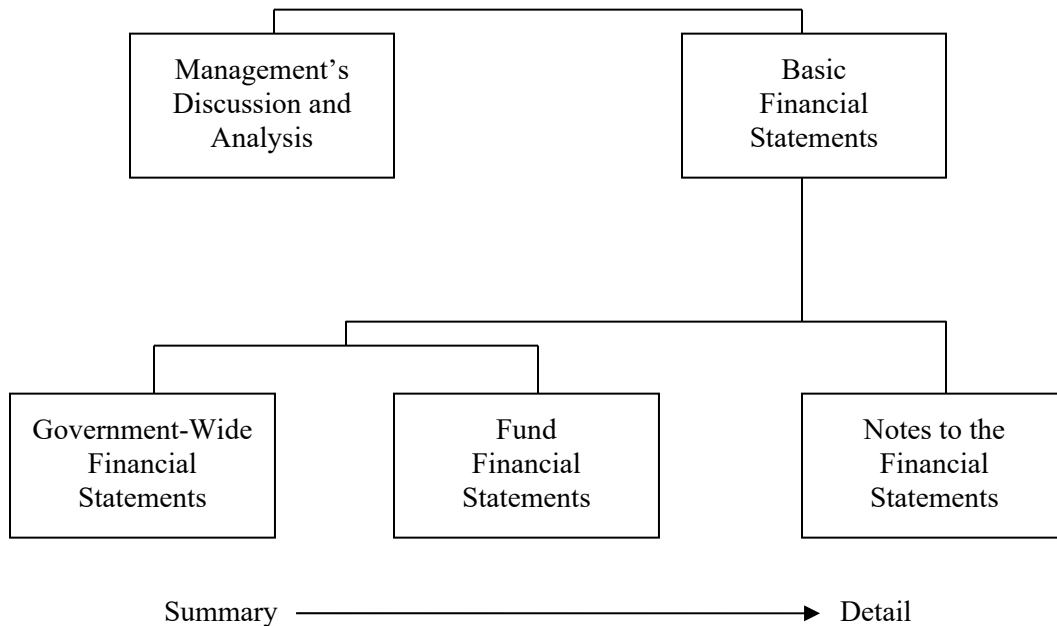 Management’s
Discussion and
Analysis
Basic
Financial
Statements
Government-Wide
Financial
Statements
Fund
Financial
Statements
Notes to the
Financial
Statements
Summary
Detail